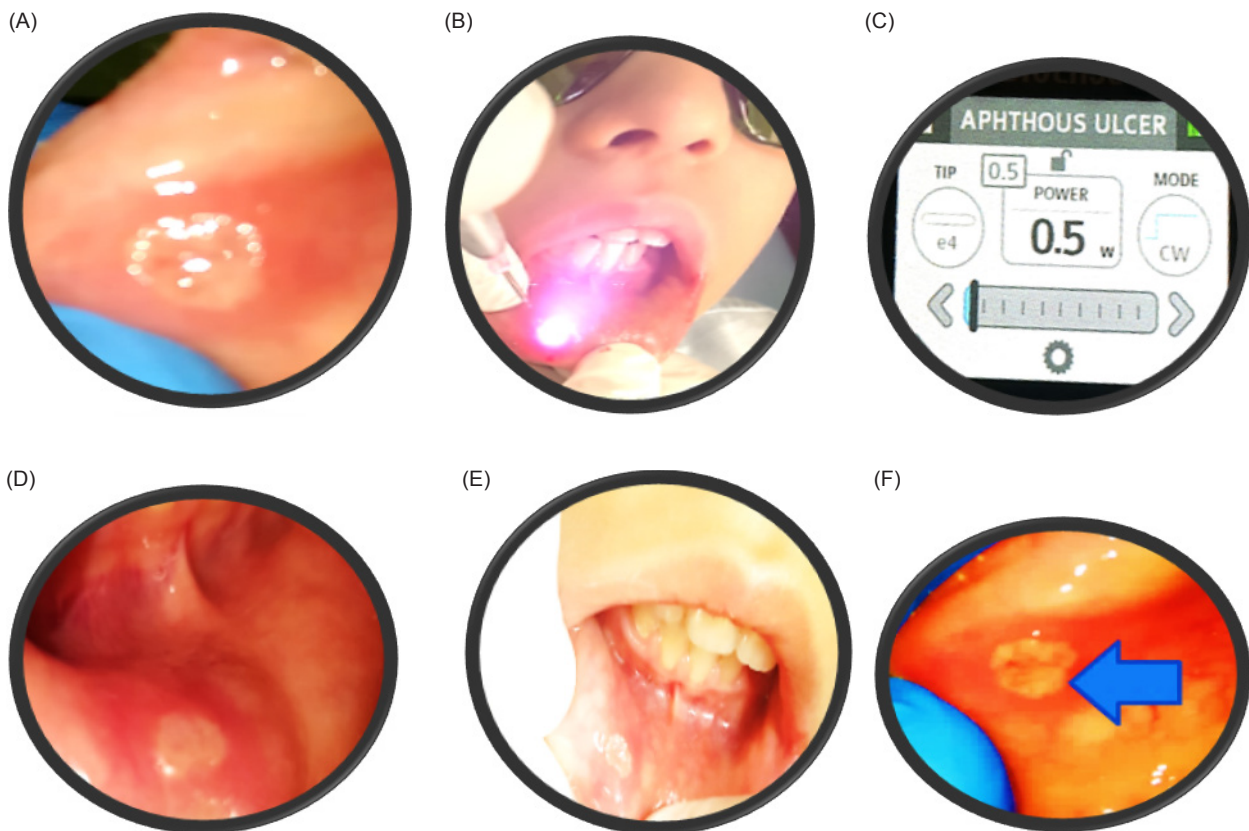 (A)
(B)
(C)
APHTHOUS ULCER
TIP
0.5
POWER
MODE
e4
0.5 W
CW
(D)
(E)
(F)